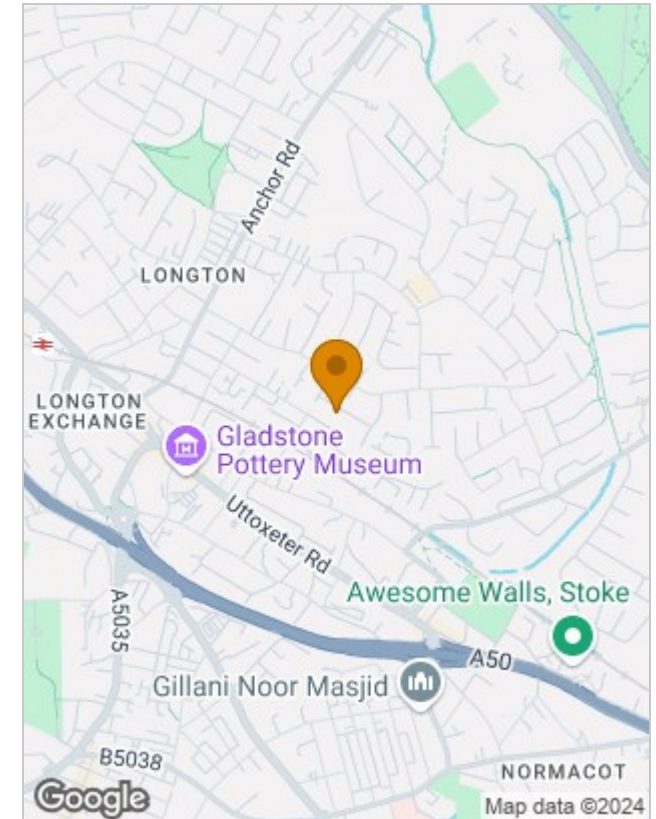 Anchor Rd
LONGTON
LONGTON
EXCHANGE
Gladstone
Pottery Museum
Uttoxeter Rd
Awesome Walls, Stoke
A5035
A50
Gillani Noor Masjid
B5038
NORMACOT
Google
Map data ©2024